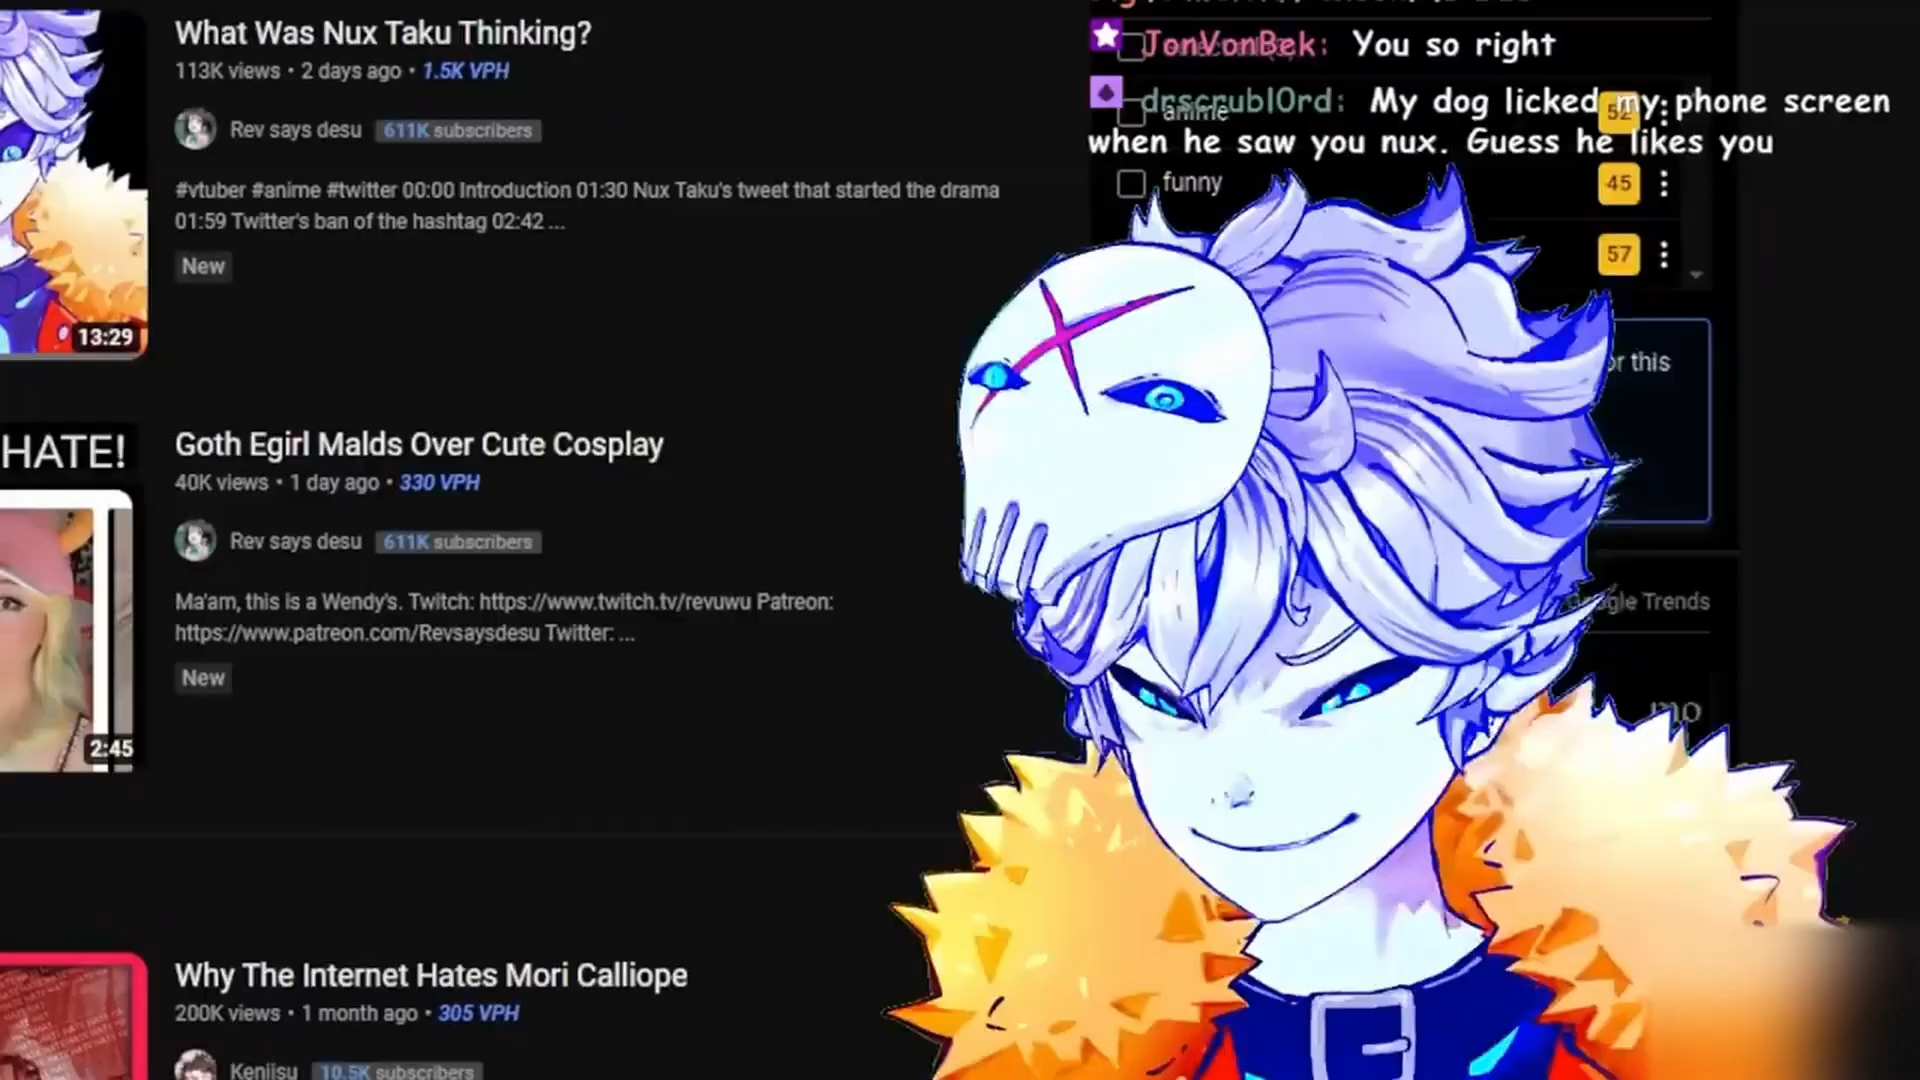 What Was Nux Taku Thinking?
113K views • 2 days ago • 1.5K VPH
Rev says desu 611K subscribers
#vtuber #anime #twitter 00:00 Introduction 01:30 Nux Taku's tweet that started the drama
01:59 Twitter's ban of the hashtag 02:42 ...
New
13:29
HATE!
Goth Egirl Malds Over Cute Cosplay
40K views • 1 day ago • 330 VPH
Rev says desu 611K subscribers
Ma'am, this is a Wendy's. Twitch: https://www.twitch.tv/revuwu Patreon:
https://www.patreon.com/Revsaysdesu Twitter: ...
New
2:45
Why The Internet Hates Mori Calliope
200K views • 1 month ago • 305 VPH
Keniisu 10.5K subscribers
JonVonBek: You so right
drscrubl0rd: My dog licked my phone screen
when he saw you nux. Guess he likes you
anime 52
funny 45
57
or this
Trends